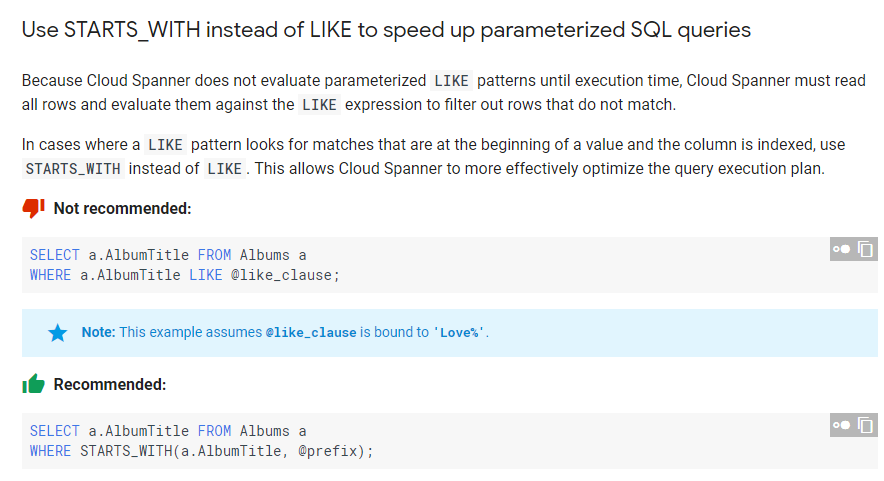 Use STARTS_WITH instead of LIKE to speed up parameterized SQL queries
Because Cloud Spanner does not evaluate parameterized LIKE patterns until execution time, Cloud Spanner must read
all rows and evaluate them against the LIKE expression to filter out rows that do not match.
In cases where a LIKE pattern looks for matches that are at the beginning of a value and the column is indexed, use
STARTS_WITH instead of LIKE. This allows Cloud Spanner to more effectively optimize the query execution plan.
Not recommended:
SELECT a.AlbumTitle FROM Albums a
WHERE a.AlbumTitle LIKE @like_clause;
Note: This example assumes @like_clause is bound to 'Love%'.
Recommended:
SELECT a.AlbumTitle FROM Albums a
WHERE STARTS_WITH(a.AlbumTitle, @prefix);